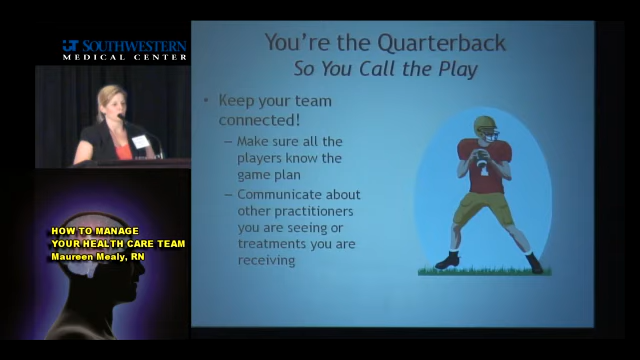 UT SOUTHWESTERN
MEDICAL CENTER
HOW TO MANAGE
YOUR HEALTH CARE TEAM
Maureen Mealy, RN
You're the Quarterback
So You Call the Play
• Keep your team
connected!
– Make sure all the
players know the
game plan
– Communicate about
other practitioners
you are seeing or
treatments you are
receiving